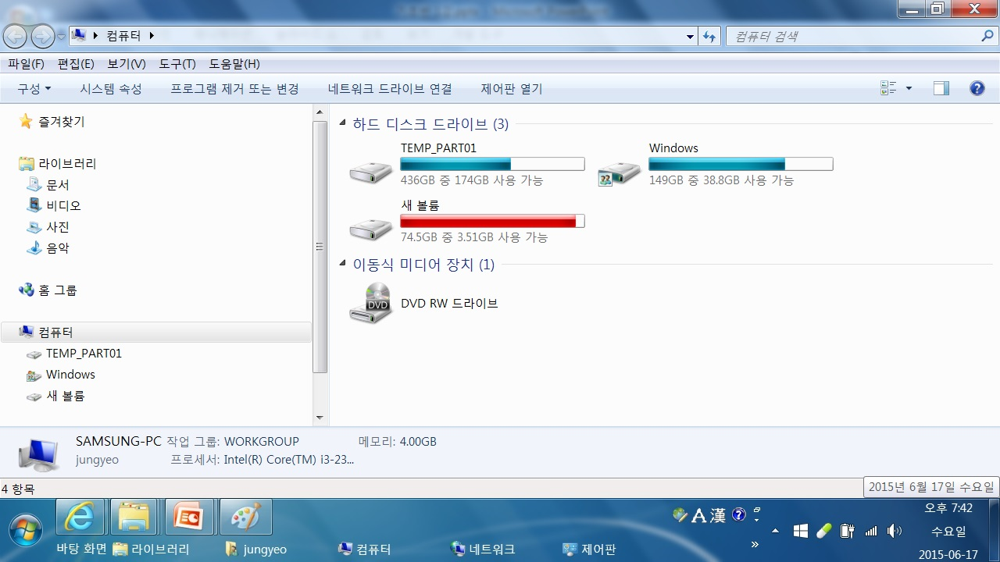 컴퓨터
컴퓨터 검색
파일(F) 편집(E) 보기(V) 도구(T) 도움말(H)
구성 시스템 속성 프로그램 제거 또는 변경 네트워크 드라이브 연결 제어판 열기
즐겨찾기
라이브러리
문서
비디오
사진
음악
홈 그룹
컴퓨터
TEMP_PART01
Windows
새 볼륨
하드 디스크 드라이브 (3)
TEMP_PART01
436GB 중 174GB 사용 가능
Windows
149GB 중 38.8GB 사용 가능
새 볼륨
74.5GB 중 3.51GB 사용 가능
이동식 미디어 장치 (1)
DVD
DVD RW 드라이브
SAMSUNG-PC 작업 그룹: WORKGROUP 메모리: 4.00GB
jungyeo 프로세서: Intel(R) Core(TM) i3-23...
4 항목
2015년 6월 17일 수요일
바탕 화면 라이브러리 jungyeo 컴퓨터 네트워크 제어판
A 漢
오후 7:42
수요일
2015-06-17